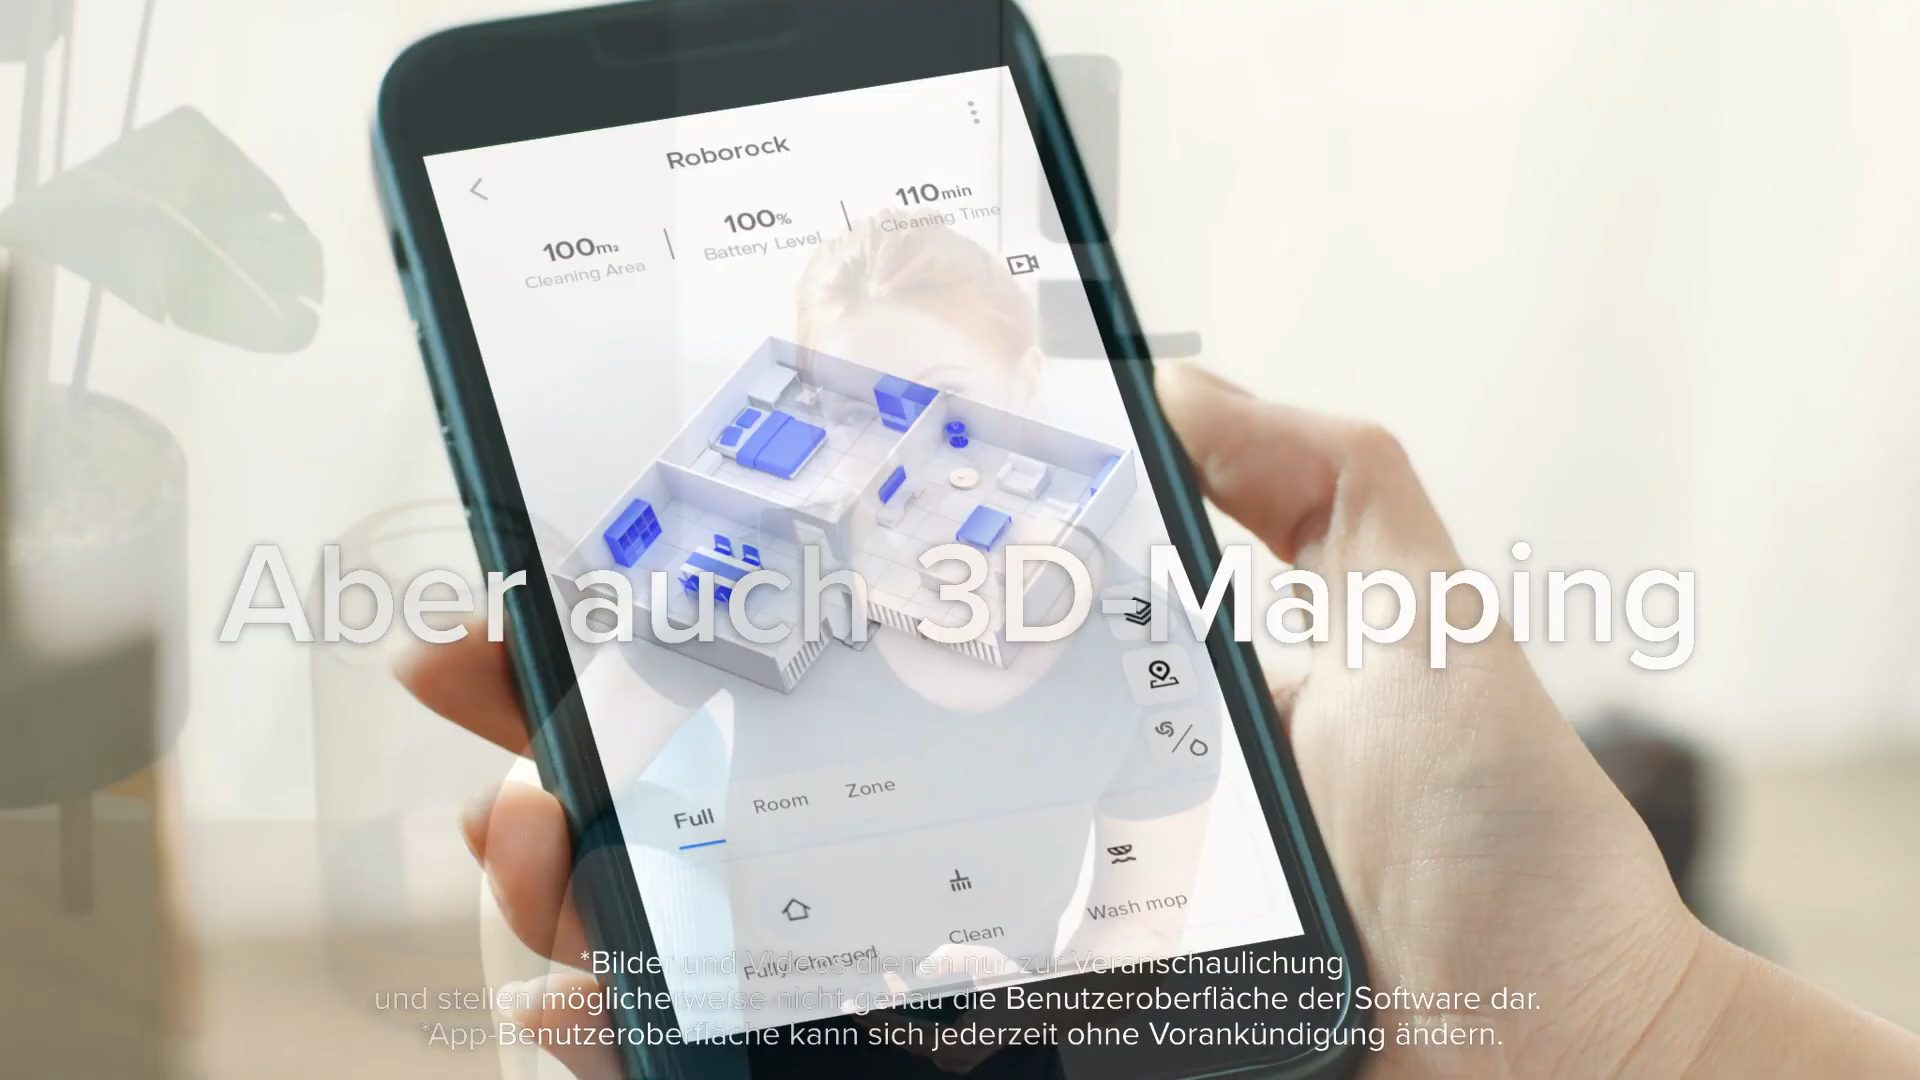 Roborock
100m²
Cleaning Area
100%
Battery Level
110min
Cleaning Time
Aber auch 3D-Mapping
Full
Room
Zone
Fully Charged
Clean
Wash mop
*Bilder und Videos dienen nur zur Veranschaulichung
und stellen möglicherweise nicht genau die Benutzeroberfläche der Software dar.
*App-Benutzeroberfläche kann sich jederzeit ohne Vorankündigung ändern.